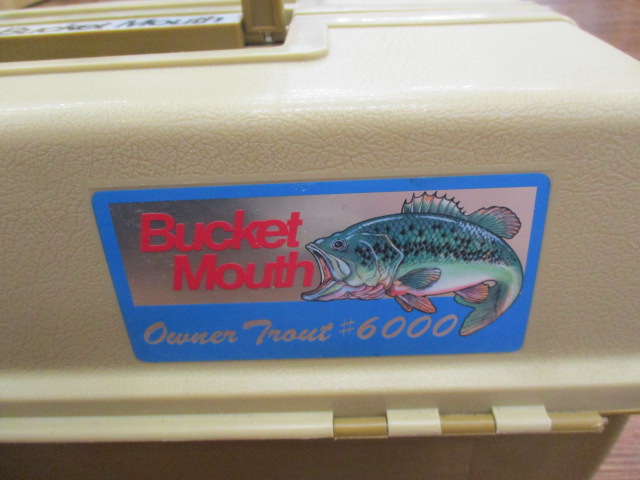 Bucket Mouth
Bucket
Mouth
Owner Trout #6000